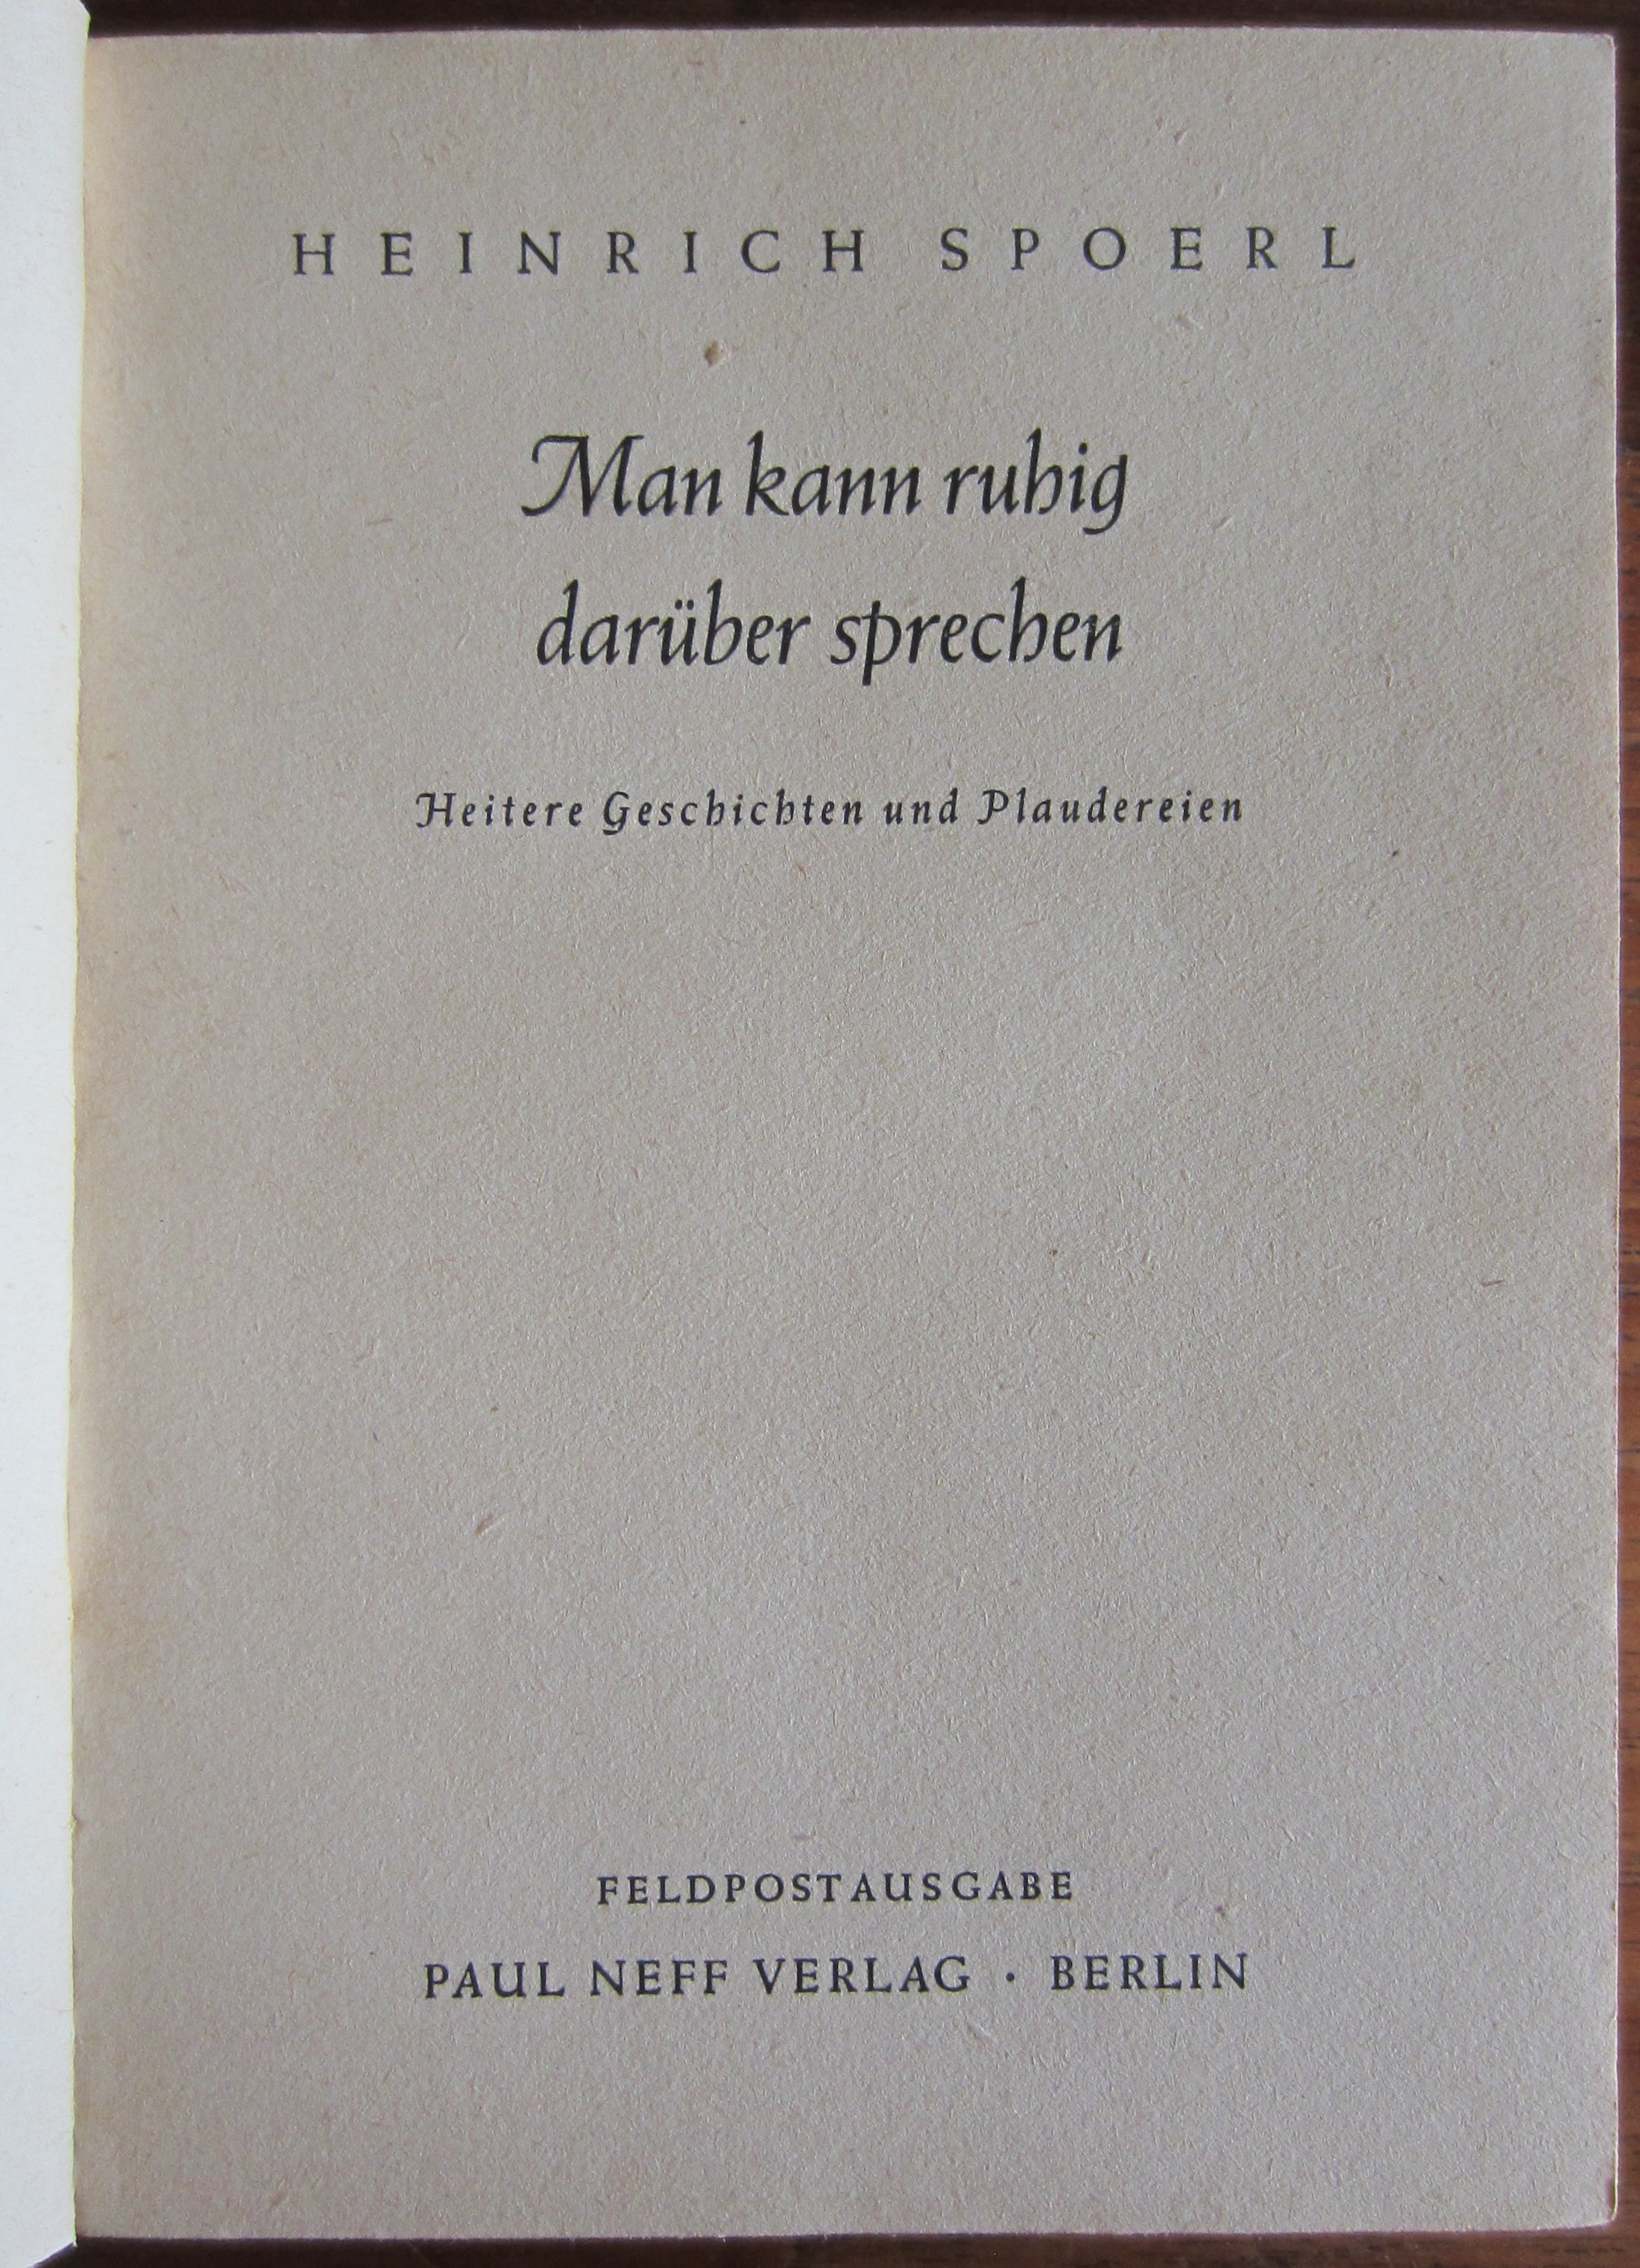 HEINRICH SPOERL
Man kann ruhig
darüber sprechen
Heitere Geschichten und Plaudereien
FELDPOSTAUSGABE
PAUL NEFF VERLAG · BERLIN